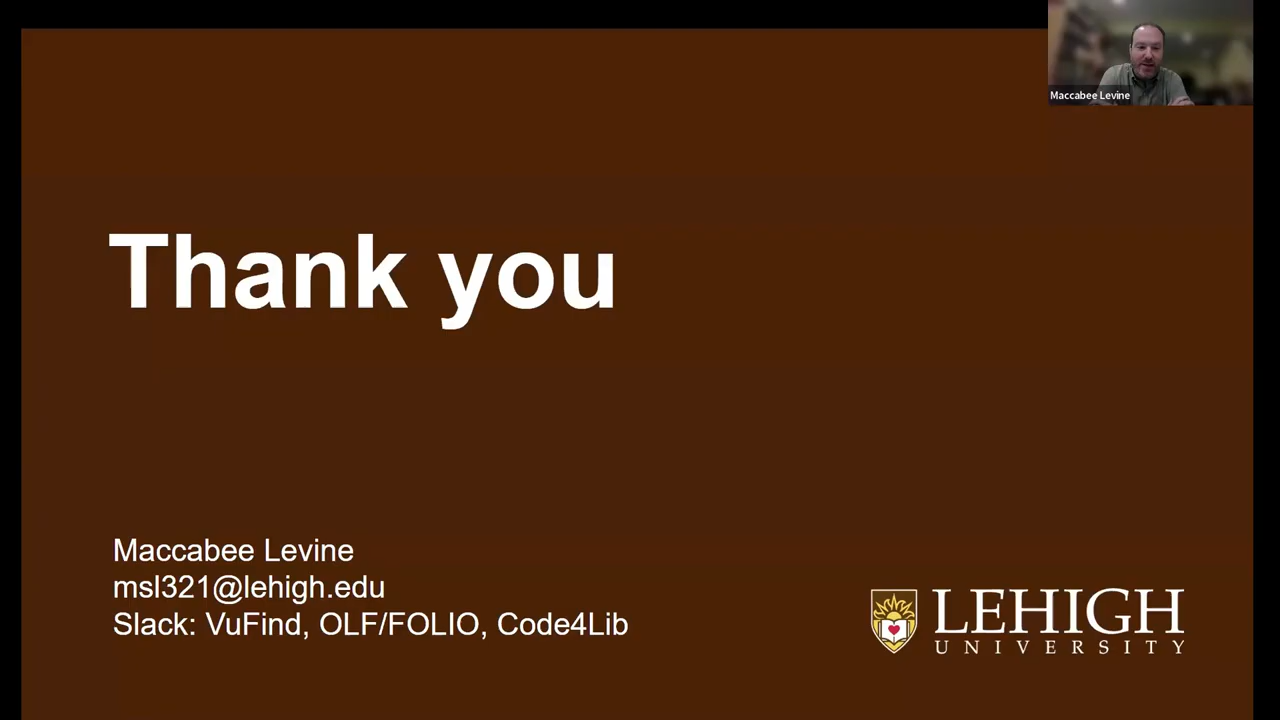 Maccabee Levine
Thank you
Maccabee Levine
msl321@lehigh.edu
Slack: VuFind, OLF/FOLIO, Code4Lib
LEHIGH
UNIVERSITY